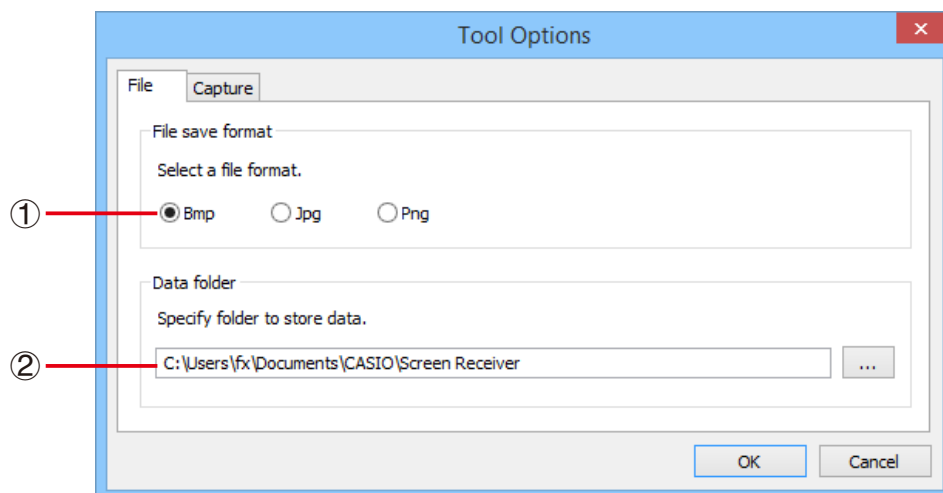 Tool Options
File Capture
File save format
Select a file format.
① Bmp Jpg Png
Data folder
Specify folder to store data.
② C:\Users\fx\Documents\CASIO\Screen Receiver ...
OK Cancel